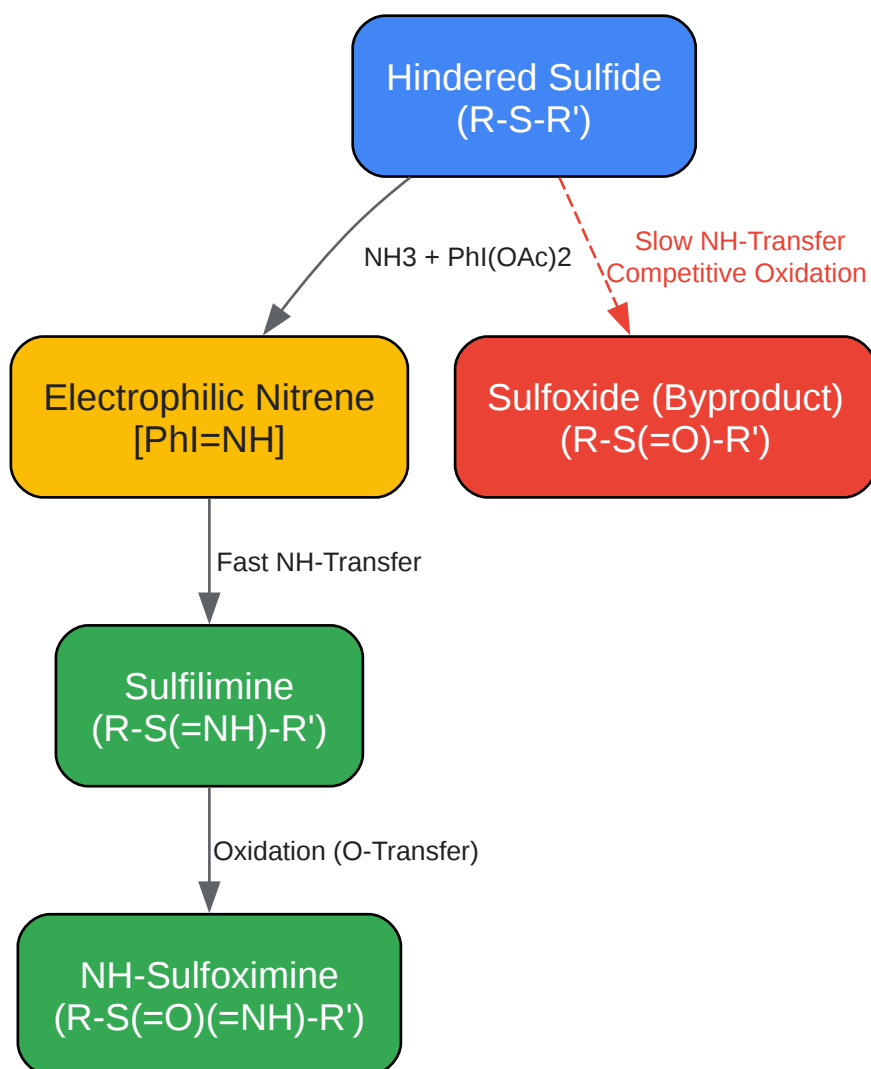 Hindered Sulfide
(R-S-R')
NH3 + PhI(OAc)2
Slow NH-Transfer
Competitive Oxidation
Electrophilic Nitrene
[PhI=NH]
Sulfoxide (Byproduct)
(R-S(=O)-R')
Fast NH-Transfer
Sulfilimine
(R-S(=NH)-R')
Oxidation (O-Transfer)
NH-Sulfoximine
(R-S(=O)(=NH)-R')